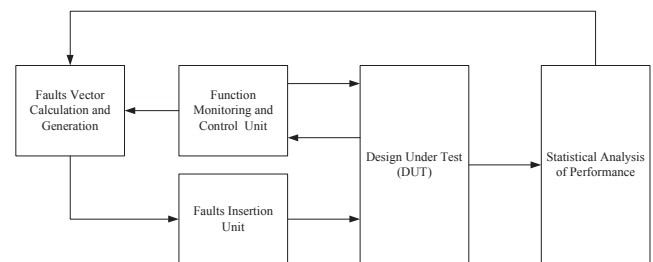 Faults Vector
Calculation and
Generation
Function
Monitoring and
Control Unit
Faults Insertion
Unit
Design Under Test
(DUT)
Statistical Analysis
of Performance